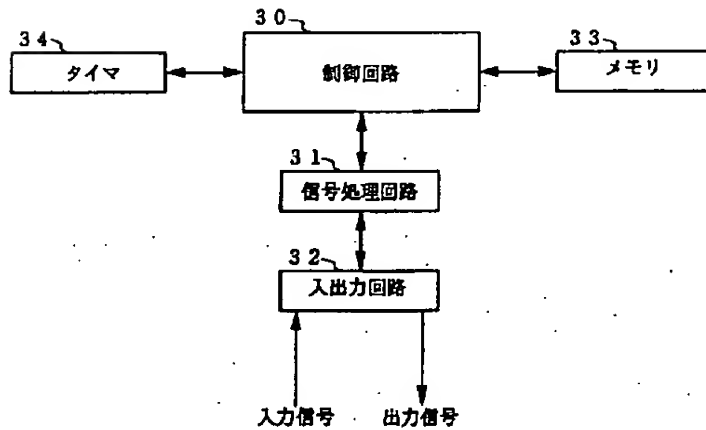 34
タイマ
30
制御回路
33
メモリ
31
信号処理回路
32
入出力回路
入力信号
出力信号